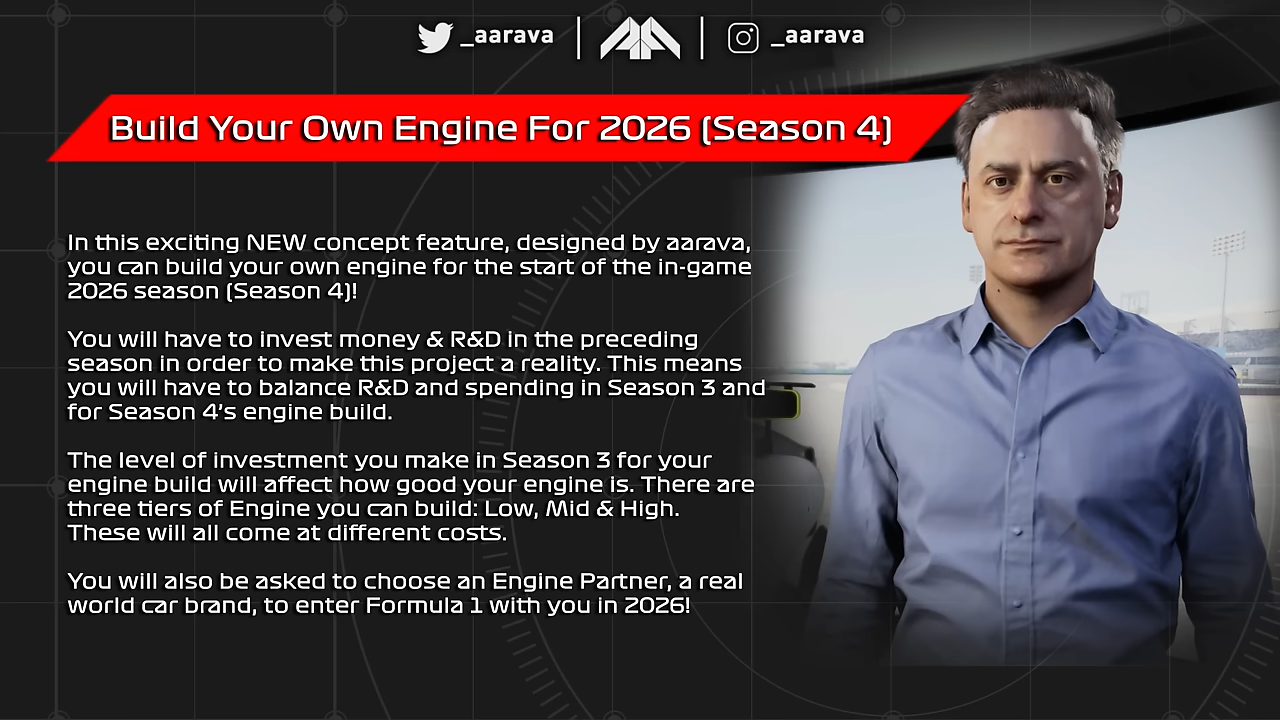 _aarava
_aarava
Build Your Own Engine For 2026 (Season 4)
In this exciting NEW concept feature, designed by aarava,
you can build your own engine for the start of the in-game
2026 season (Season 4)!
You will have to invest money & R&D in the preceding
season in order to make this project a reality. This means
you will have to balance R&D and spending in Season 3 and
for Season 4's engine build.
The level of investment you make in Season 3 for your
engine build will affect how good your engine is. There are
three tiers of Engine you can build: Low, Mid & High.
These will all come at different costs.
You will also be asked to choose an Engine Partner, a real
world car brand, to enter Formula 1 with you in 2026!